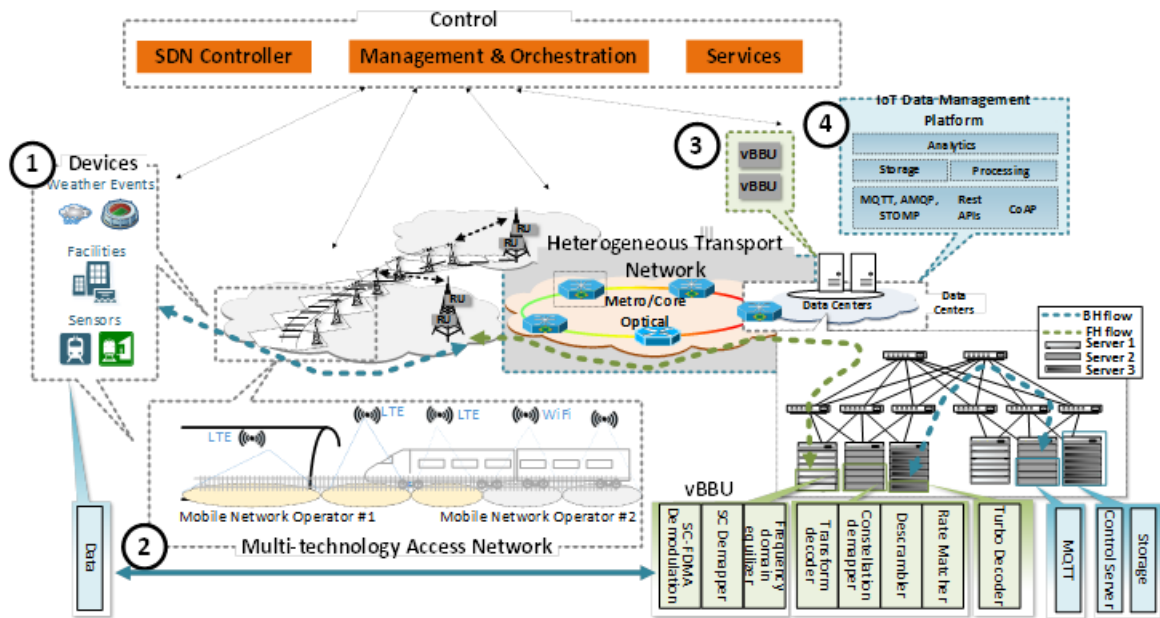 Control
SDN Controller
Management & Orchestration
Services
1
Devices
Weather Events
Facilities
Sensors
3
vBBU
vBBU
4
IoT Data Management
Platform
Analytics
Storage
Processing
MQTT, AMQP,
STOMP
Rest
APIs
CoAP
RU
RU
RU
RU
Heterogeneous Transport
Network
Metro/Core
Optical
Data Centers
Data
Centers
BH flow
FH flow
Server 1
Server 2
Server 3
LTE
LTE
LTE
WiFi
Mobile Network Operator #1
Mobile Network Operator #2
2
Multi-technology Access Network
Data
vBBU
SC-FDMA
Demodulation
SC Demapper
Frequency
domain
equilizer
Transform
decoder
Constellation
demapper
Descrambler
Rate Matcher
Turbo Decoder
MQTT
Control Server
Storage